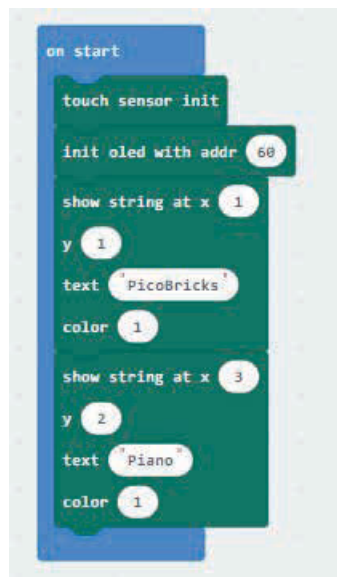 on start
touch sensor init
init oled with addr 60
show string at x 1
y 1
text "PicoBricks"
color 1
show string at x 3
y 2
text "Piano"
color 1